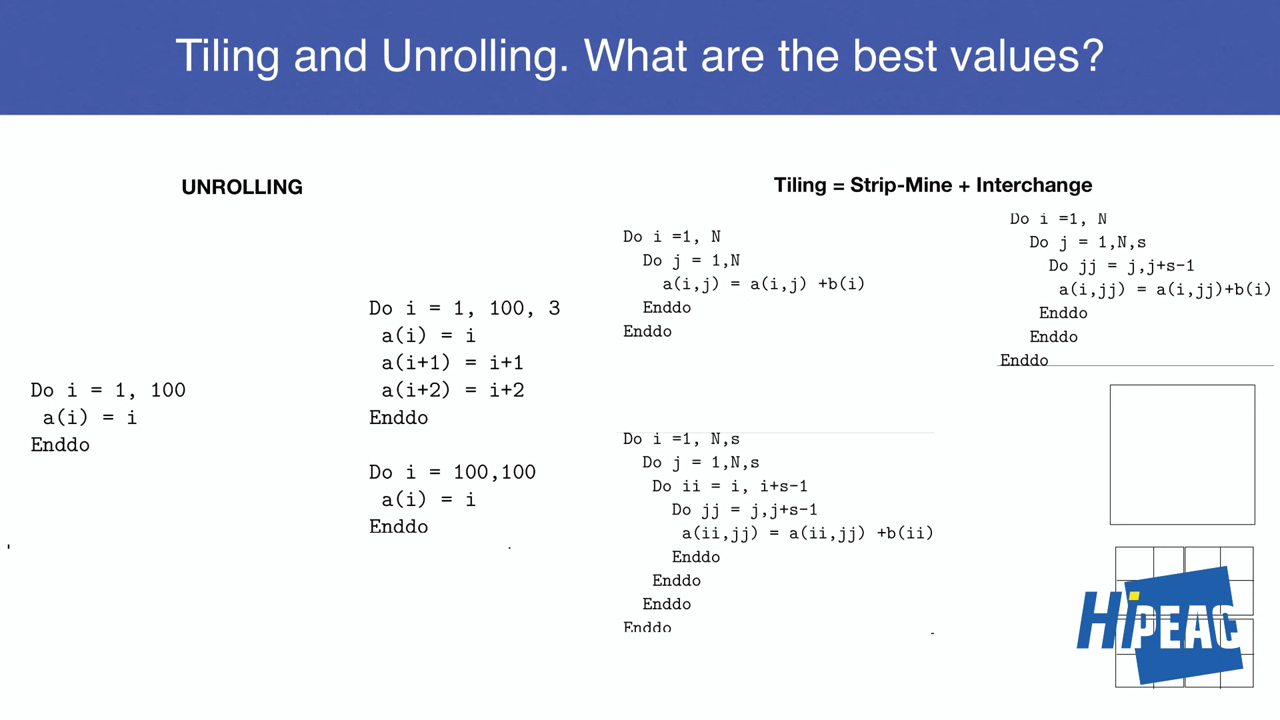 Tiling and Unrolling. What are the best values?
UNROLLING
Do i = 1, 100
a(i) = i
Enddo
Do i = 1, 100, 3
a(i) = i
a(i+1) = i+1
a(i+2) = i+2
Enddo
Do i = 100,100
a(i) = i
Enddo
Tiling = Strip-Mine + Interchange
Do i =1, N
Do j = 1,N
a(i,j) = a(i,j) +b(i)
Enddo
Enddo
Do i =1, N
Do j = 1,N,s
Do jj = j,j+s-1
a(i,jj) = a(i,jj)+b(i)
Enddo
Enddo
Enddo
Do i =1, N,s
Do j = 1,N,s
Do ii = i, i+s-1
Do jj = j,j+s-1
a(ii,jj) = a(ii,jj) +b(ii)
Enddo
Enddo
Enddo
Enddo
HiPEAC